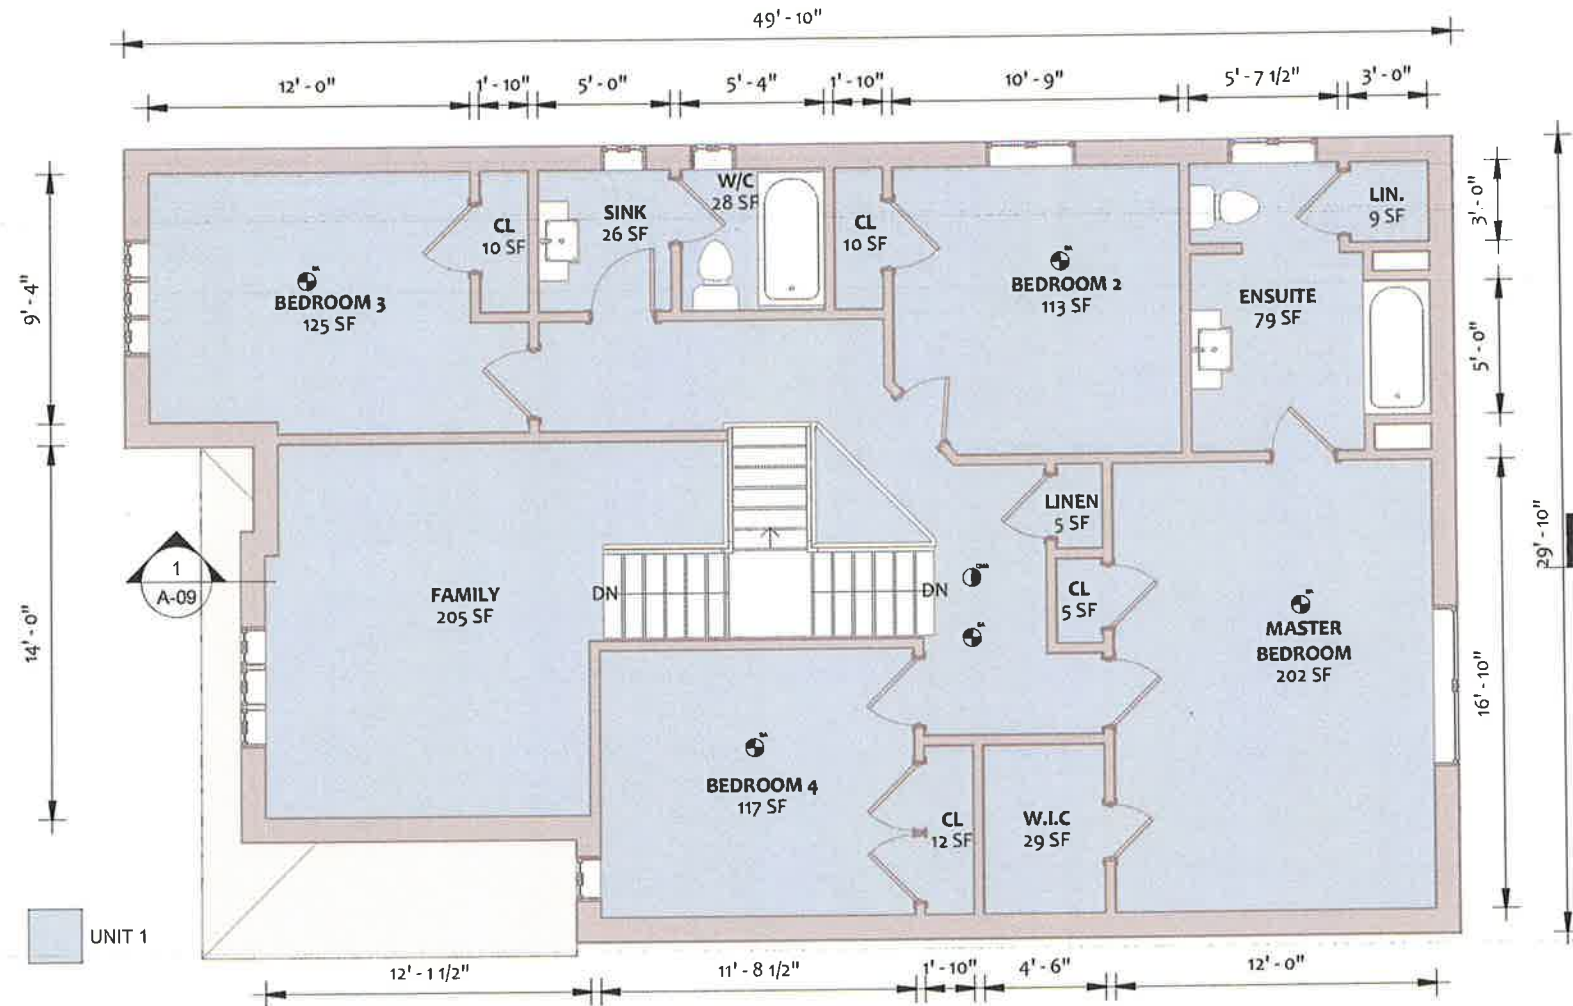 49' - 10"
12' - 0"
1' - 10"
5' - 0"
5' - 4"
1' - 10"
10' - 9"
5' - 7 1/2"
3' - 0"
W/C
28 SF
CL
10 SF
SINK
26 SF
CL
10 SF
LIN.
9 SF
3' - 0"
9' - 4"
BEDROOM 3
125 SF
BEDROOM 2
113 SF
ENSUITE
79 SF
5' - 0"
LINEN
5 SF
29' - 10"
1
A-09
14' - 0"
FAMILY
205 SF
DN
DN
CL
5 SF
MASTER
BEDROOM
202 SF
16' - 10"
BEDROOM 4
117 SF
CL
12 SF
W.I.C
29 SF
UNIT 1
12' - 1 1/2"
11' - 8 1/2"
1' - 10"
4' - 6"
12' - 0"